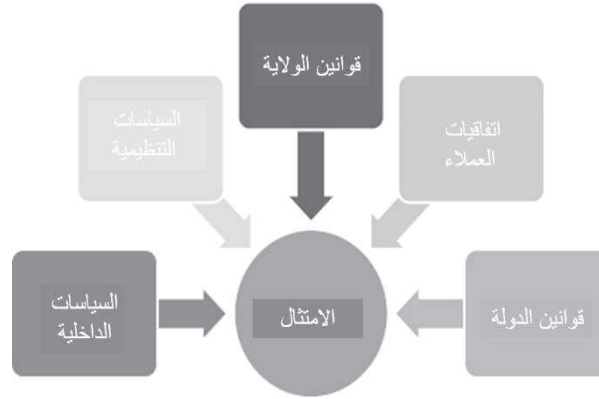 قوانين الولاية
اتفاقيات
العملاء
السياسات
التنظيمية
قوانين الدولة
الامتثال
السياسات
الداخلية